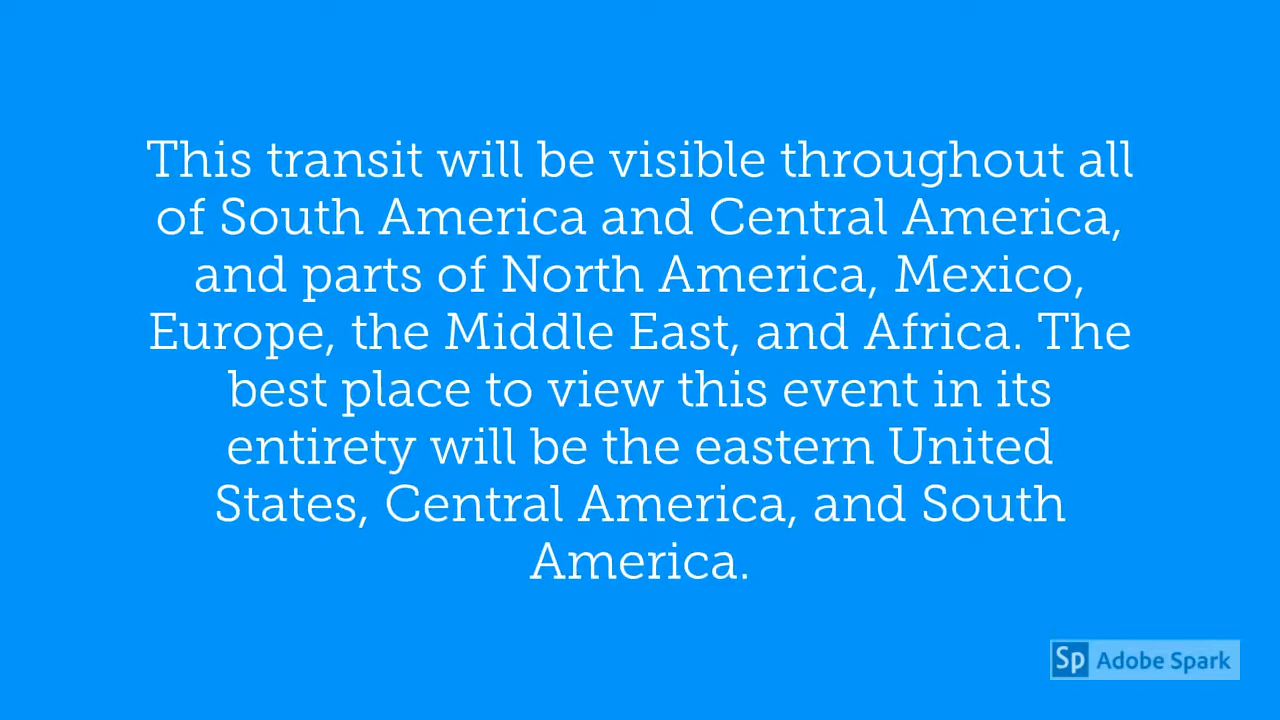 This transit will be visible throughout all
of South America and Central America,
and parts of North America, Mexico,
Europe, the Middle East, and Africa. The
best place to view this event in its
entirety will be the eastern United
States, Central America, and South
America.
Sp Adobe Spark